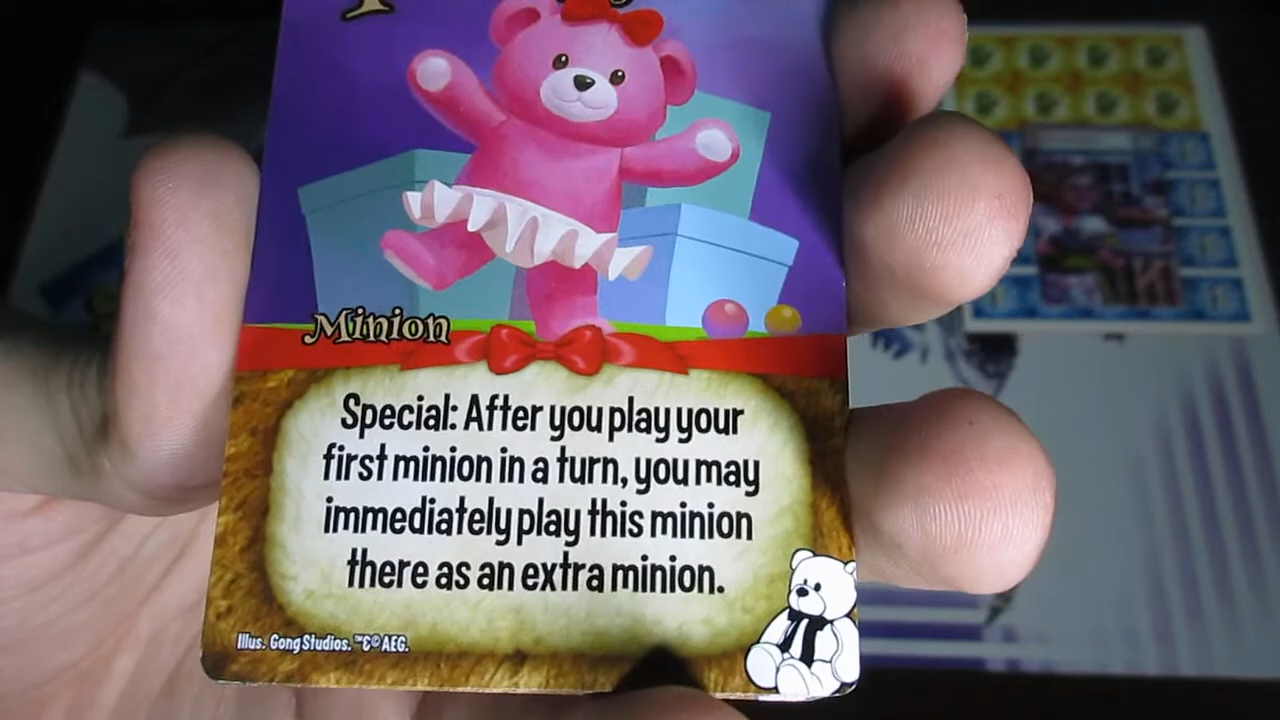 Minion
Special: After you play your
first minion in a turn, you may
immediately play this minion
there as an extra minion.
Illus. Gong Studios. ™&©AEG.